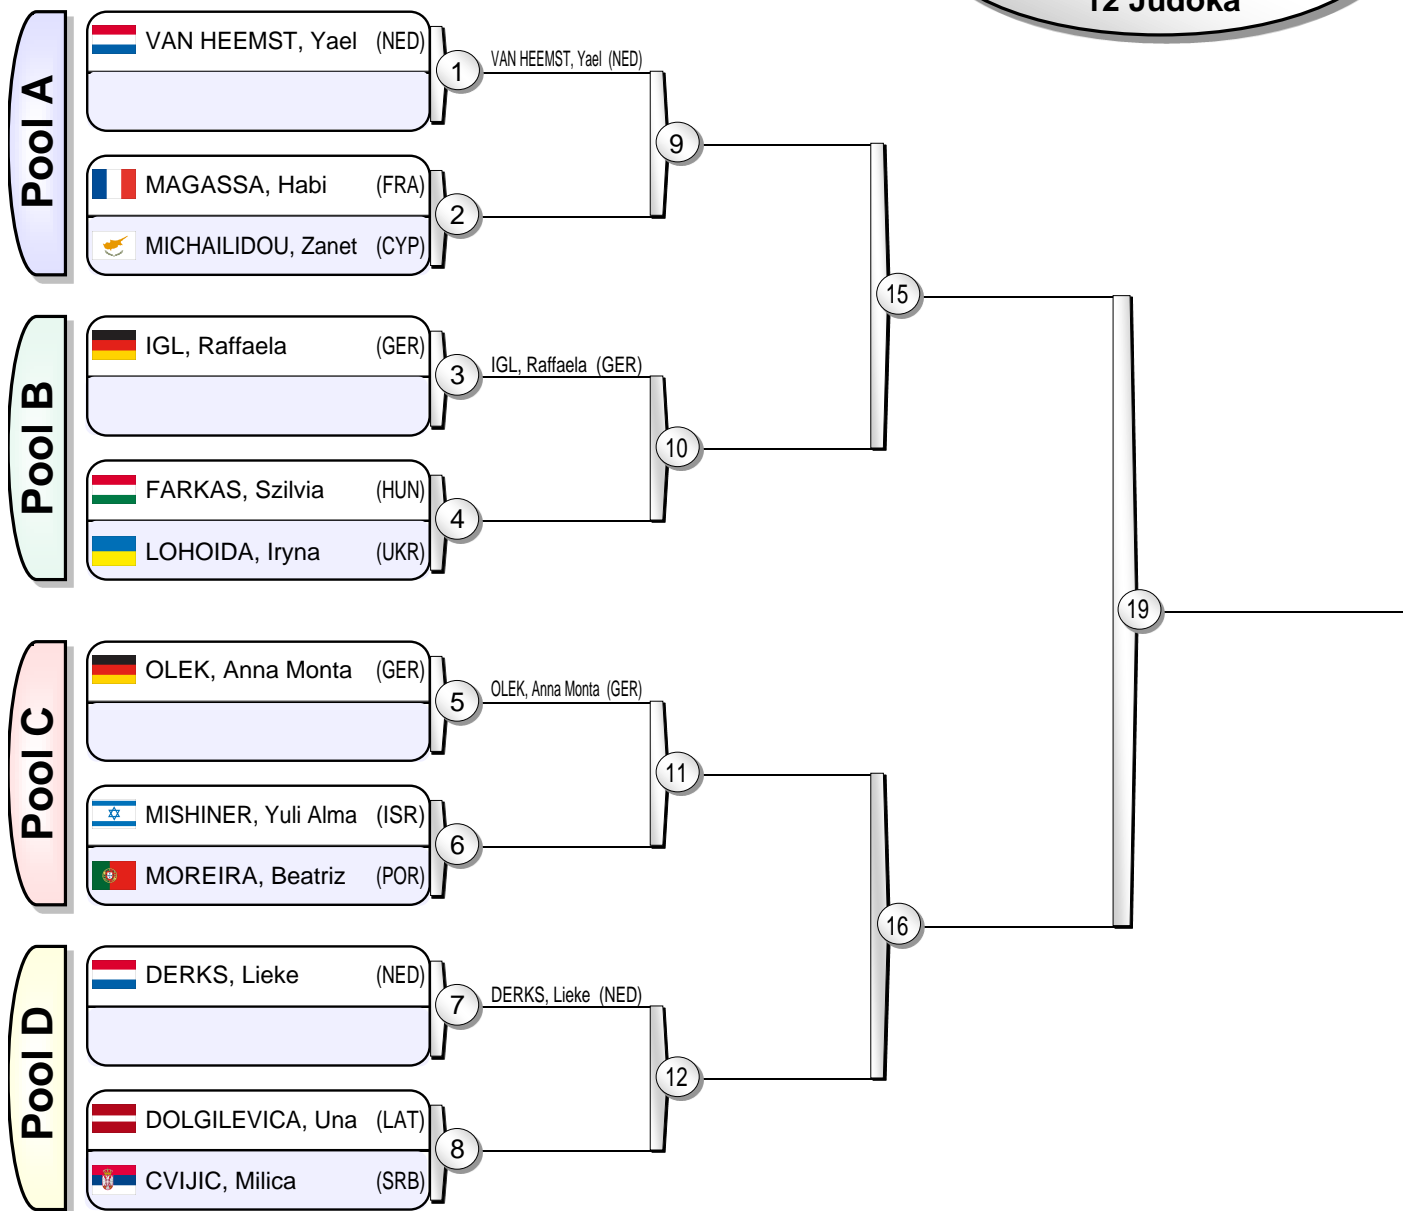 12 Judoka
Pool A
VAN HEEMST, Yael (NED)
1
VAN HEEMST, Yael (NED)
9
MAGASSA, Habi (FRA)
2
MICHAILIDOU, Zanet (CYP)
15
Pool B
IGL, Raffaela (GER)
3
IGL, Raffaela (GER)
10
FARKAS, Szilvia (HUN)
4
LOHOIDA, Iryna (UKR)
19
Pool C
OLEK, Anna Monta (GER)
5
OLEK, Anna Monta (GER)
11
MISHINER, Yuli Alma (ISR)
6
MOREIRA, Beatriz (POR)
16
Pool D
DERKS, Lieke (NED)
7
DERKS, Lieke (NED)
12
DOLGILEVICA, Una (LAT)
8
CVIJIC, Milica (SRB)